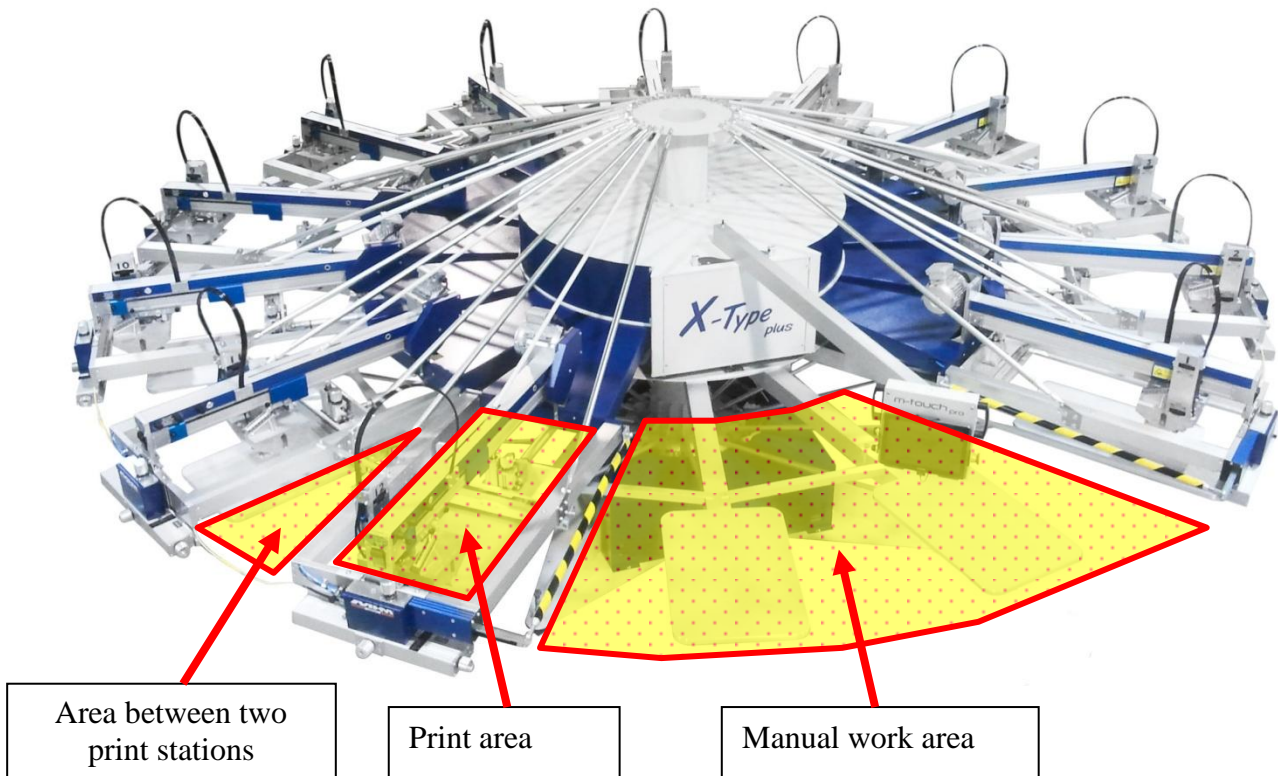 10
X-Type
plus
m-touch pro
Area between two
print stations
Print area
Manual work area